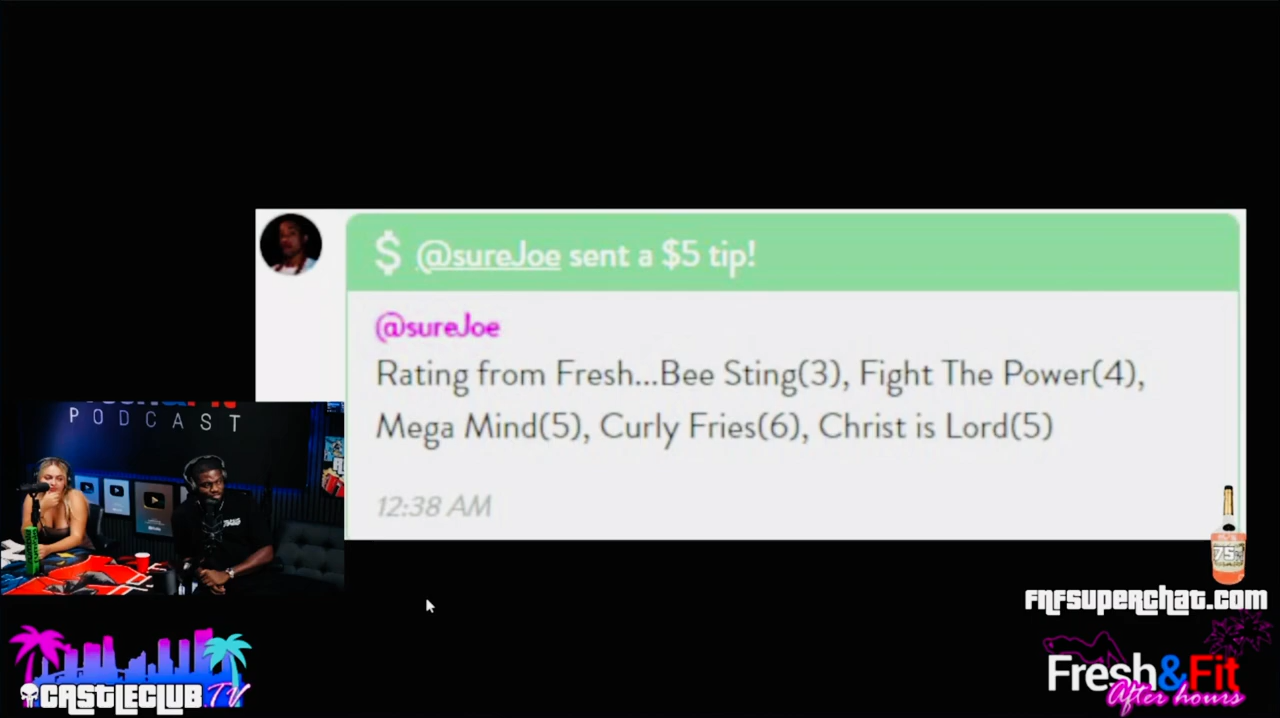 $ @sureJoe sent a $5 tip!
@sureJoe
Rating from Fresh...Bee Sting(3), Fight The Power(4),
Mega Mind(5), Curly Fries(6), Christ is Lord(5)
12:38 AM
PODCAST
75%
FNFSUPERCHAT.COM
CASTLECLUB.TV
Fresh&Fit
After hours